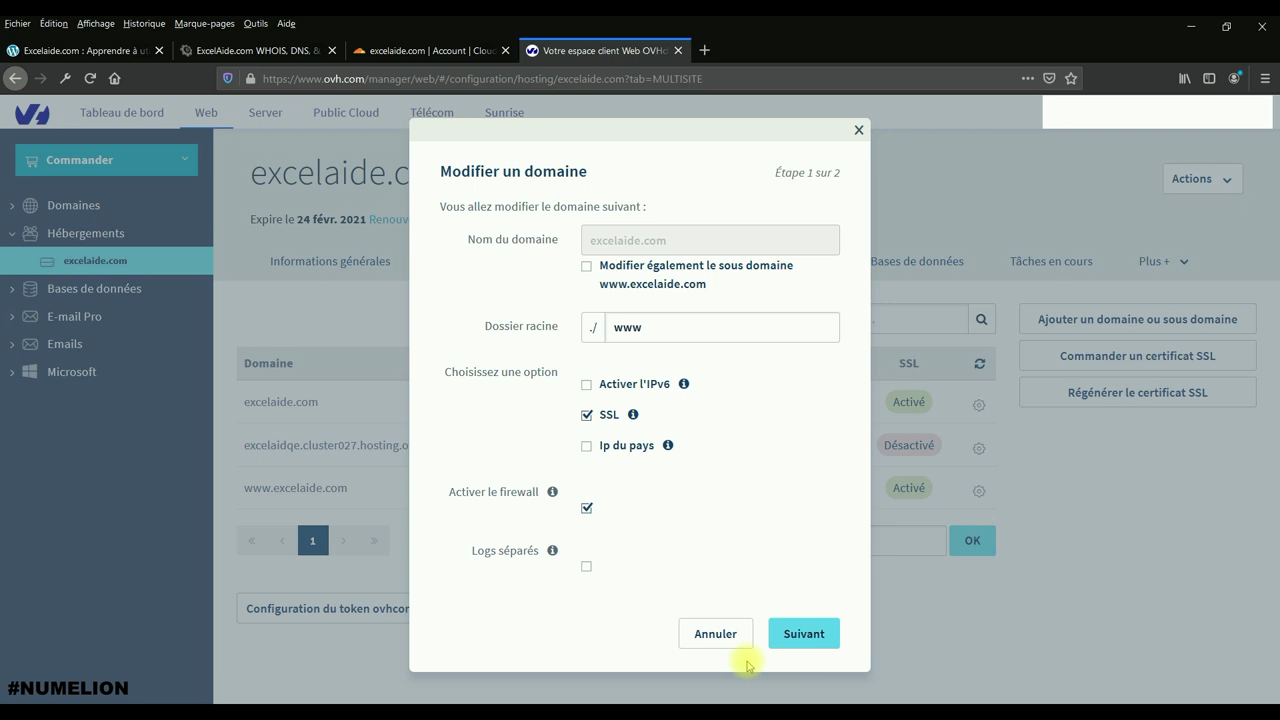 Fichier Édition Affichage Historique Marque-pages Outils Aide
Excelaide.com : Apprendre à ut
ExcelAide.com WHOIS, DNS, &
excelaide.com | Account | Clou
Votre espace client Web OVHc
https://www.ovh.com/manager/web/#/configuration/hosting/excelaide.com?tab=MULTISITE
Tableau de bord Web Server Public Cloud Télécom Sunrise
Commander
Domaines
Hébergements
excelaide.com
Bases de données
E-mail Pro
Emails
Microsoft
excelaide.c
Actions
Expire le 24 févr. 2021 Renouv
Informations générales
Bases de données
Tâches en cours
Plus +
Domaine
SSL
excelaide.com
Activé
excelaidqe.cluster027.hosting.o
Désactivé
www.excelaide.com
Activé
« ‹ 1 › »
OK
Configuration du token ovhcon
Ajouter un domaine ou sous domaine
Commander un certificat SSL
Régénérer le certificat SSL
Modifier un domaine
Étape 1 sur 2
Vous allez modifier le domaine suivant :
Nom du domaine
excelaide.com
Modifier également le sous domaine
www.excelaide.com
Dossier racine
./ www
Choisissez une option
Activer l'IPv6
SSL
Ip du pays
Activer le firewall
Logs séparés
Annuler
Suivant
#NUMELION